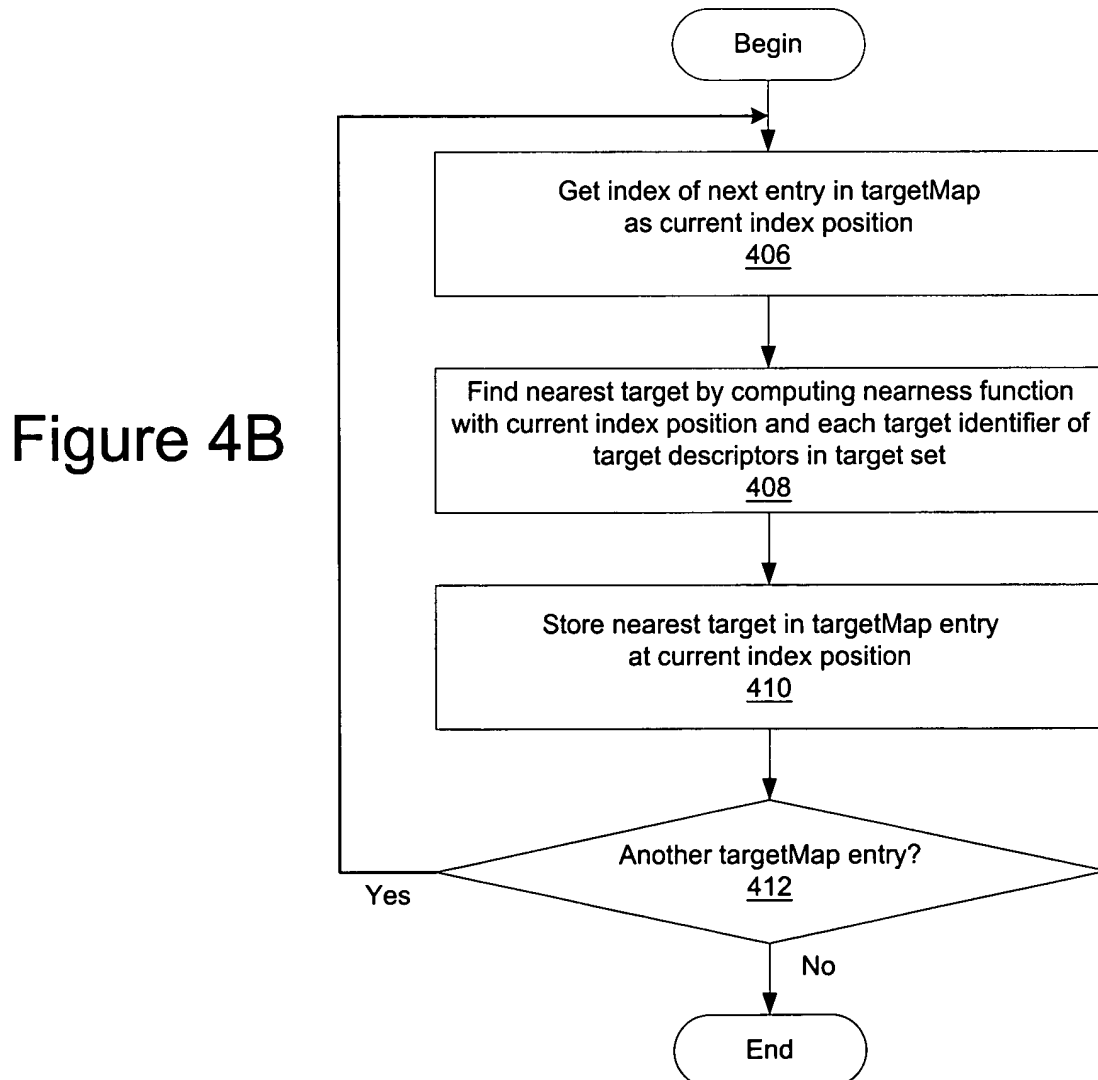 Begin
Get index of next entry in targetMap
as current index position
406
Figure 4B
Find nearest target by computing nearness function
with current index position and each target identifier of
target descriptors in target set
408
Store nearest target in targetMap entry
at current index position
410
Another targetMap entry?
412
Yes
No
End